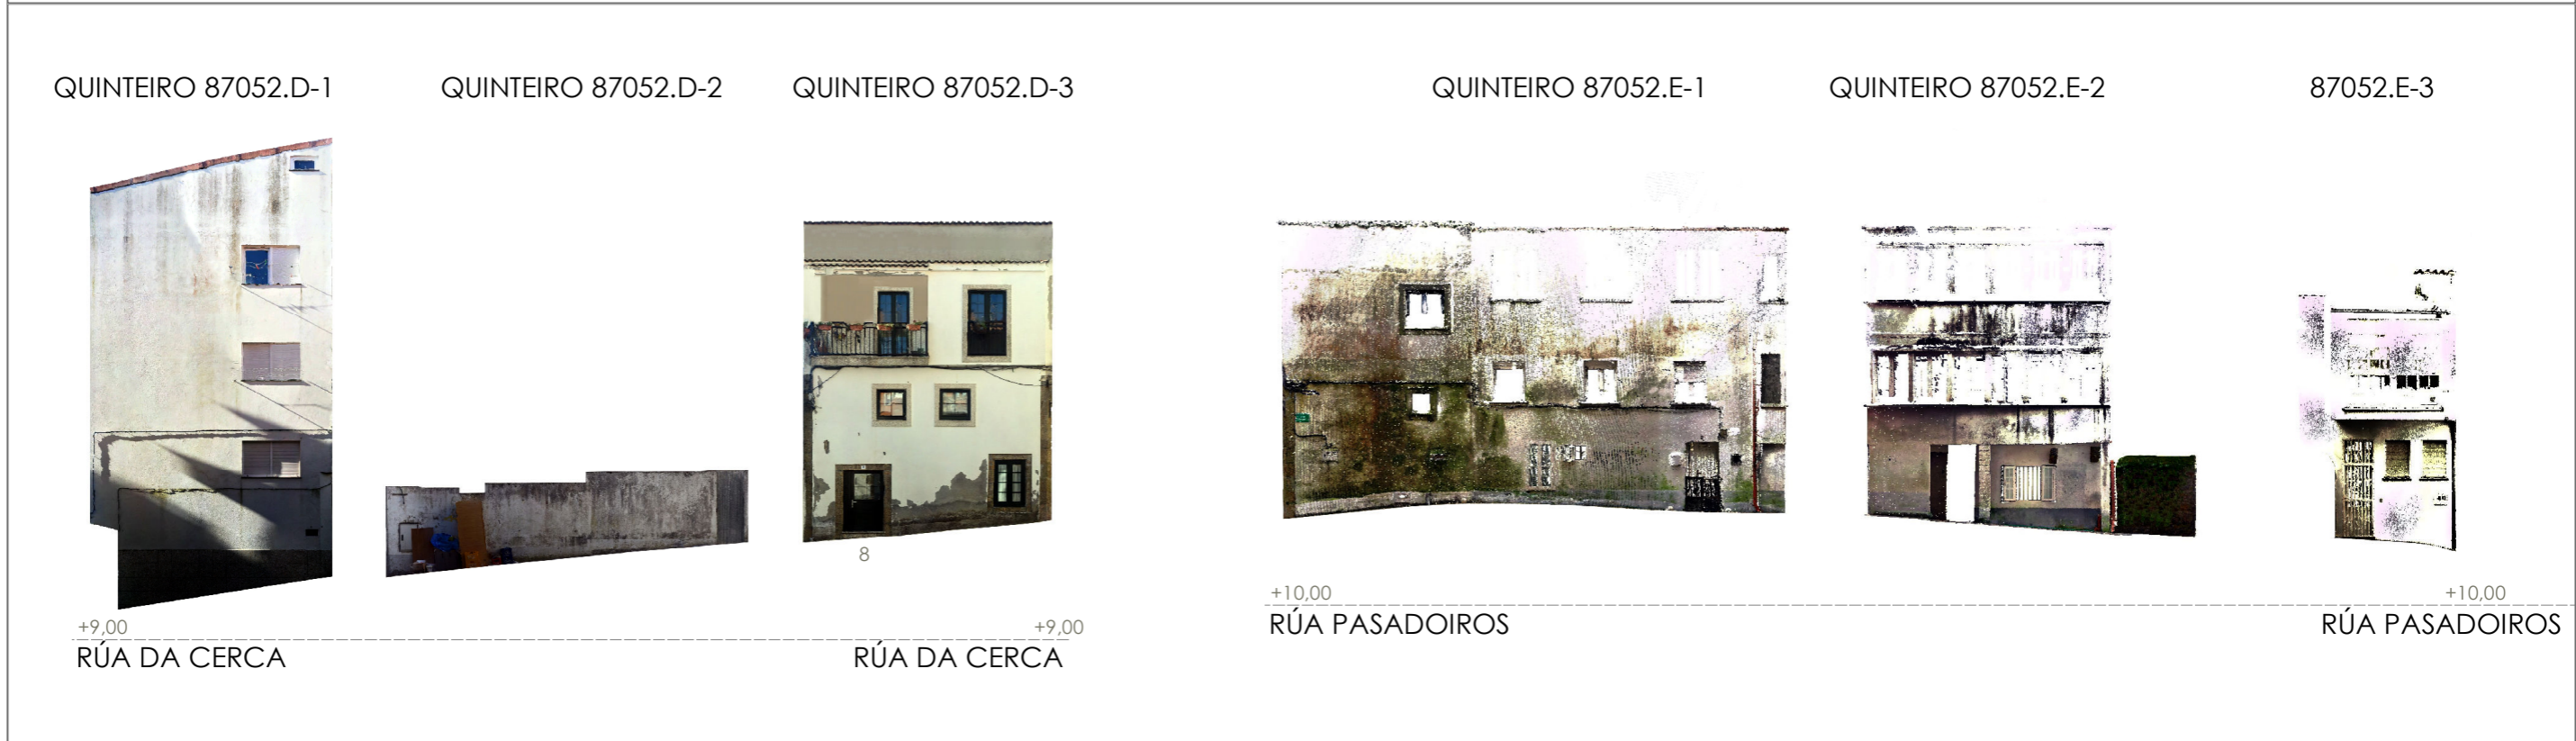 QUINTEIRO 87052.D-1
QUINTEIRO 87052.D-2
QUINTEIRO 87052.D-3
QUINTEIRO 87052.E-1
QUINTEIRO 87052.E-2
87052.E-3
8
+9,00
+9,00
RÚA DA CERCA
RÚA DA CERCA
+10,00
+10,00
RÚA PASADOIROS
RÚA PASADOIROS